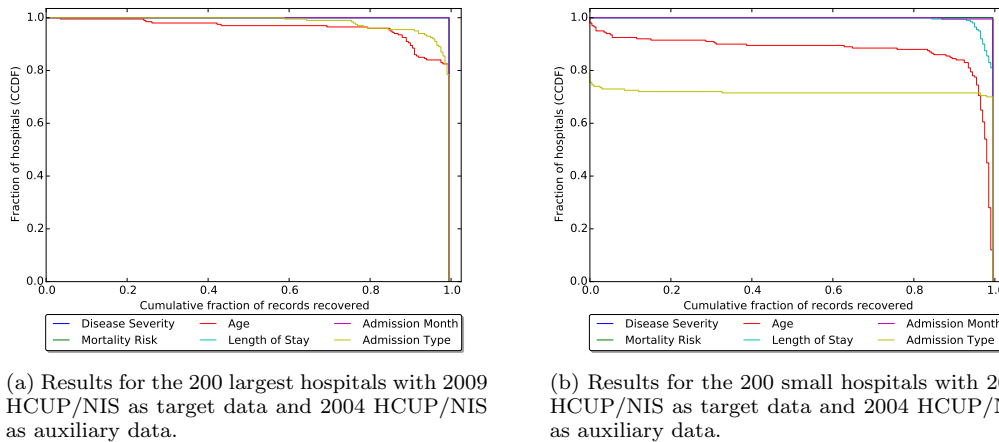 1.0
0.8
0.6
0.4
0.2
0.0
Fraction of hospitals (CCDF)
0.0 0.2 0.4 0.6 0.8 1.0
Cumulative fraction of records recovered
Disease Severity Age Admission Month
Mortality Risk Length of Stay Admission Type
(a) Results for the 200 largest hospitals with 2009
HCUP/NIS as target data and 2004 HCUP/NIS
as auxiliary data.
1.0
0.8
0.6
0.4
0.2
0.0
Fraction of hospitals (CCDF)
0.0 0.2 0.4 0.6 0.8 1.0
Cumulative fraction of records recovered
Disease Severity Age Admission Mon
Mortality Risk Length of Stay Admission Type
(b) Results for the 200 small hospitals with 20
HCUP/NIS as target data and 2004 HCUP/N
as auxiliary data.